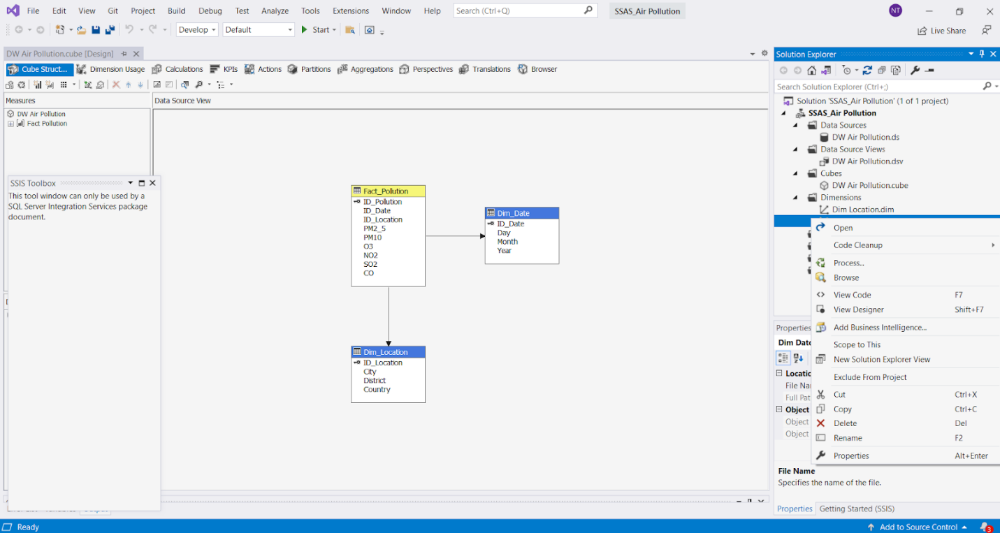 File Edit View Git Project Build Debug Test Analyze Tools Extensions Window Help Search (Ctrl+Q) SSAS_Air Pollution NT
Develop Default Start Live Share
DW Air Pollution.cube [Design]
Cube Struct... Dimension Usage Calculations KPIs Actions Partitions Aggregations Perspectives Translations Browser
Measures
DW Air Pollution
Fact Pollution
Data Source View
SSIS Toolbox
This tool window can only be used by a
SQL Server Integration Services package
document.
Fact_Pollution
ID_Pollution
ID_Date
ID_Location
PM2_5
PM10
O3
NO2
SO2
CO
Dim_Date
ID_Date
Day
Month
Year
Dim_Location
ID_Location
City
District
Country
Solution Explorer
Search Solution Explorer (Ctrl+;)
Solution 'SSAS_Air Pollution' (1 of 1 project)
SSAS_Air Pollution
Data Sources
DW Air Pollution.ds
Data Source Views
DW Air Pollution.dsv
Cubes
DW Air Pollution.cube
Dimensions
Dim Location.dim
Open
Code Cleanup
Process...
Browse
View Code F7
View Designer Shift+F7
Add Business Intelligence...
Scope to This
New Solution Explorer View
Exclude From Project
Cut Ctrl+X
Copy Ctrl+C
Delete Del
Rename F2
Properties Alt+Enter
Properties
Dim Date
Locatio
File Na
Full Pat
Object
Object
Object
File Name
Specifies the name of the file.
Properties Getting Started (SSIS)
Ready Add to Source Control 3